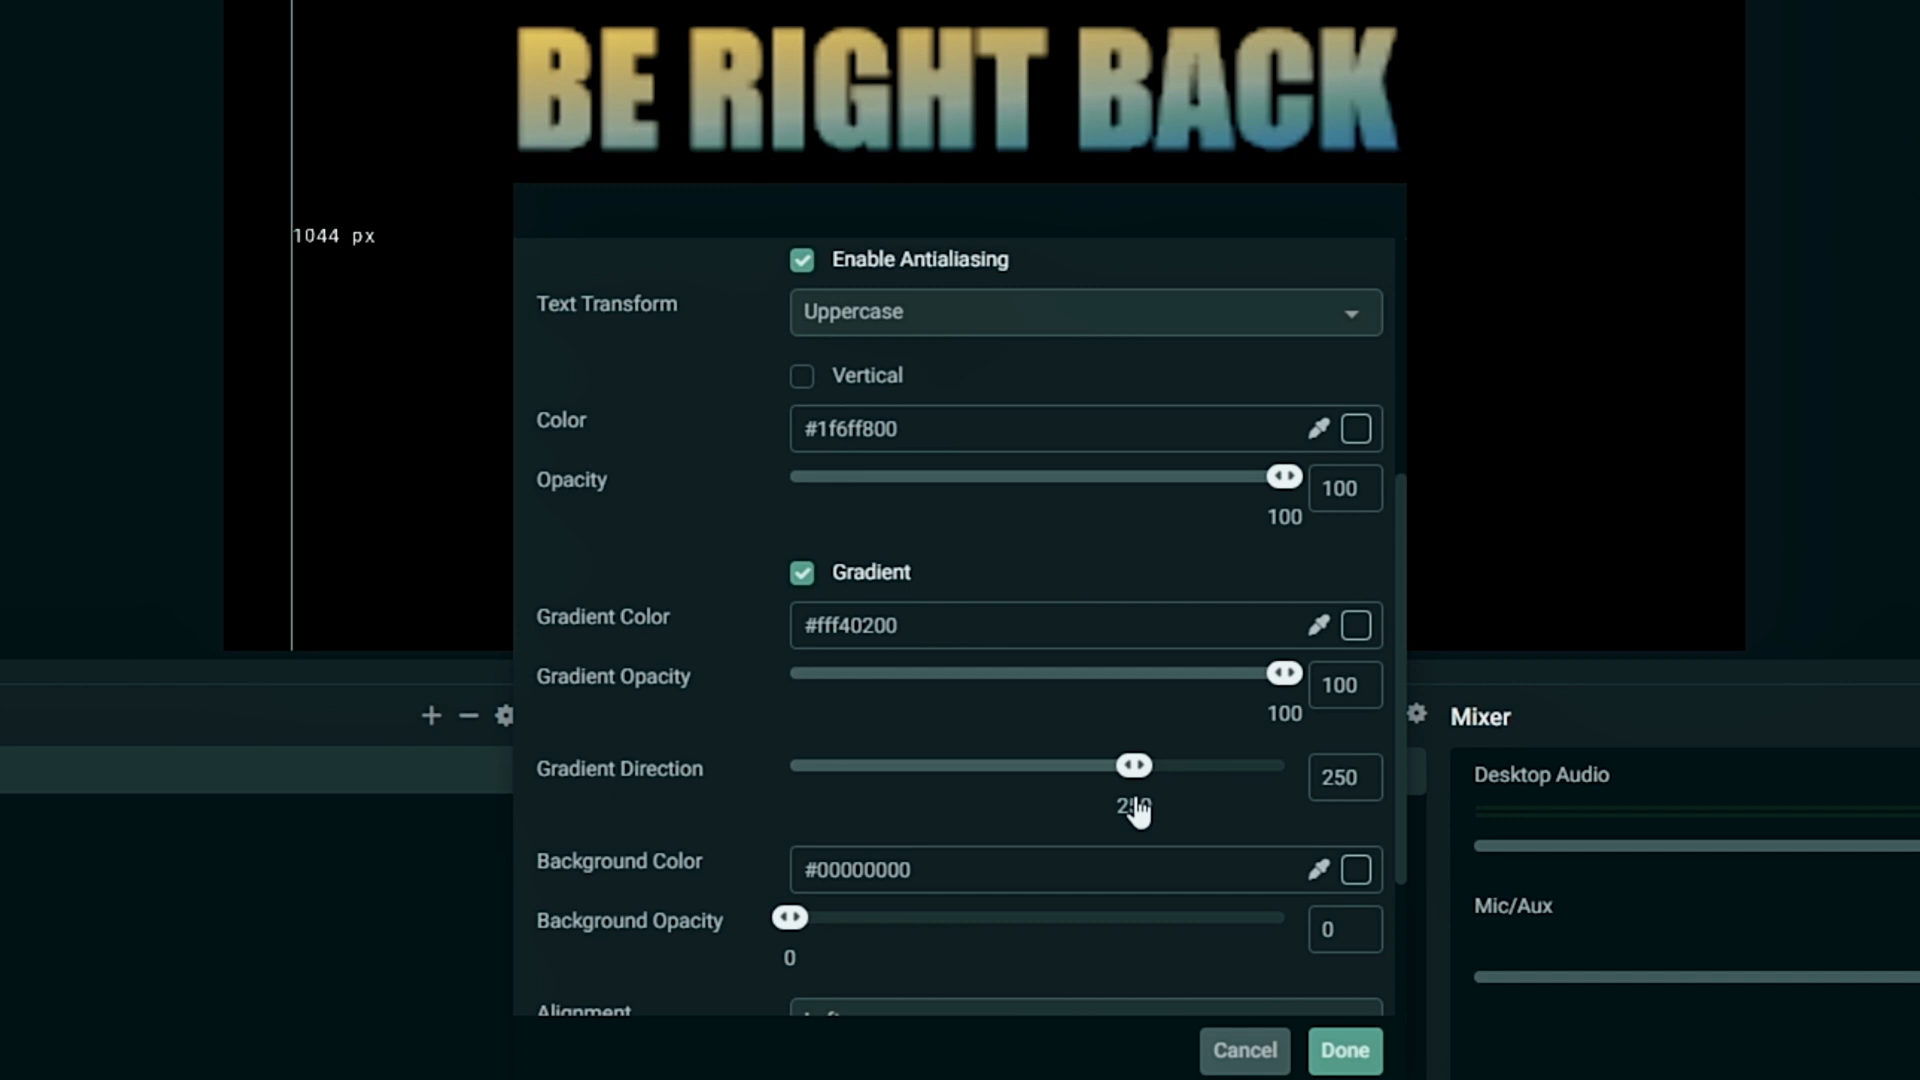 BE RIGHT BACK
1044 px
Enable Antialiasing
Text Transform
Uppercase
Vertical
Color
#1f6ff800
Opacity
100
100
Gradient
Gradient Color
#fff40200
Gradient Opacity
100
100
Gradient Direction
250
Background Color
#00000000
Background Opacity
0
0
Alignment
Mixer
Desktop Audio
Mic/Aux
Cancel
Done